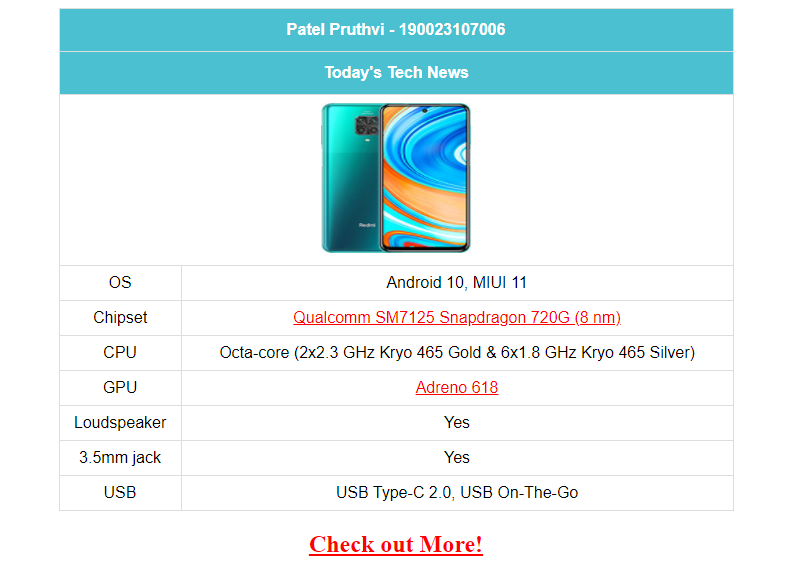 Patel Pruthvi - 190023107006
Today's Tech News
Redmi
OS Android 10, MIUI 11
Chipset Qualcomm SM7125 Snapdragon 720G (8 nm)
CPU Octa-core (2x2.3 GHz Kryo 465 Gold & 6x1.8 GHz Kryo 465 Silver)
GPU Adreno 618
Loudspeaker Yes
3.5mm jack Yes
USB USB Type-C 2.0, USB On-The-Go
Check out More!